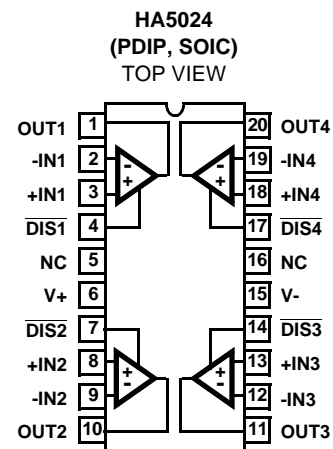 HA5024
(PDIP, SOIC)
TOP VIEW
OUT1 1 20 OUT4
-IN1 2 - - 19 -IN4
+IN1 3 + + 18 +IN4
DIS1 4 17 DIS4
NC 5 16 NC
V+ 6 15 V-
DIS2 7 14 DIS3
+IN2 8 + + 13 +IN3
-IN2 9 - - 12 -IN3
OUT2 10 11 OUT3